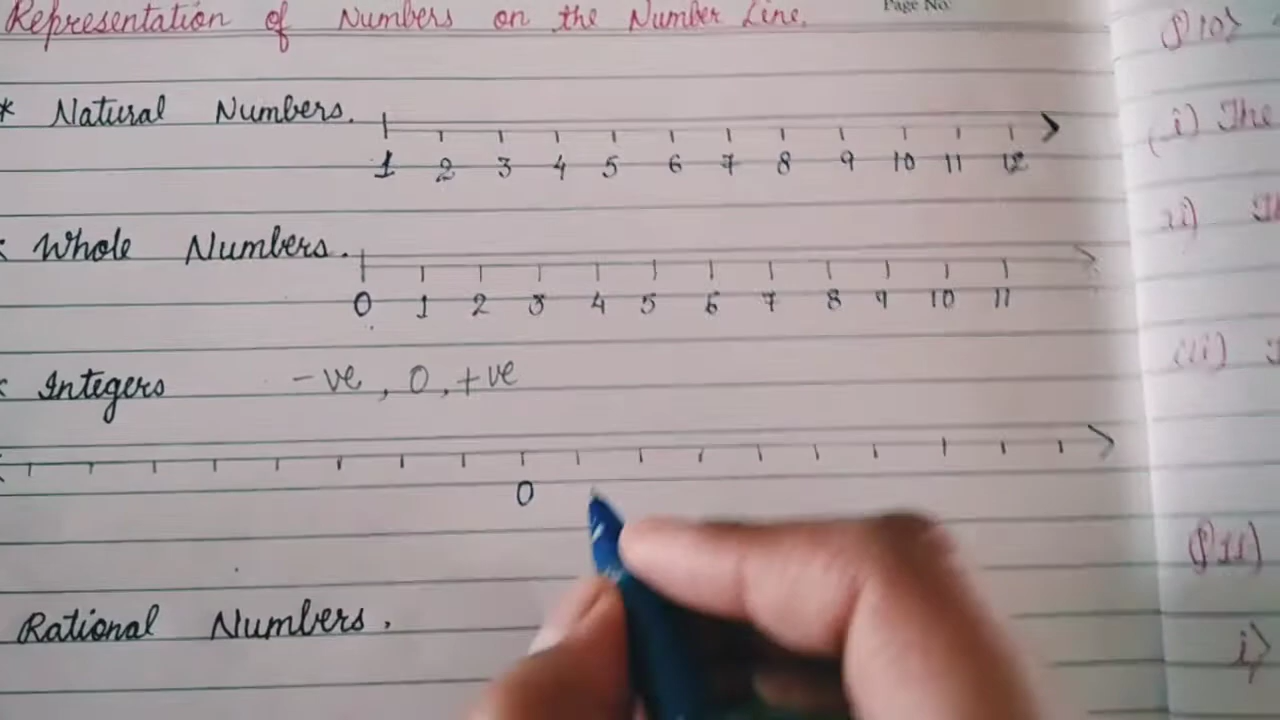 Representation of Numbers on the Number Line.
Page No.
* Natural Numbers.
1 2 3 4 5 6 7 8 9 10 11 12
Whole Numbers.
0 1 2 3 4 5 6 7 8 9 10 11
Integers -ve, 0, +ve
0
Rational Numbers.
(i) The
ii)
(iii)
i)